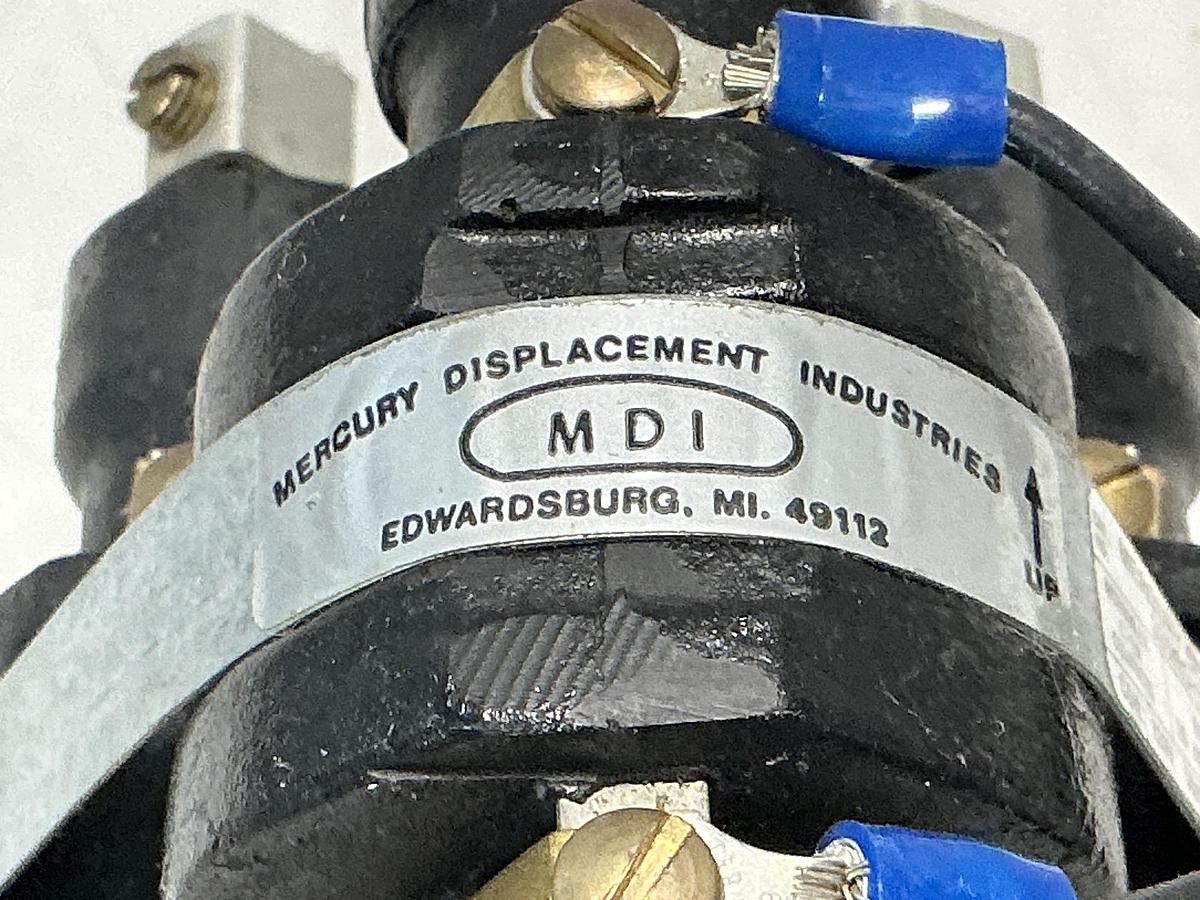 MERCURY DISPLACEMENT INDUSTRIES
MDI
EDWARDSBURG, MI. 49112
UP